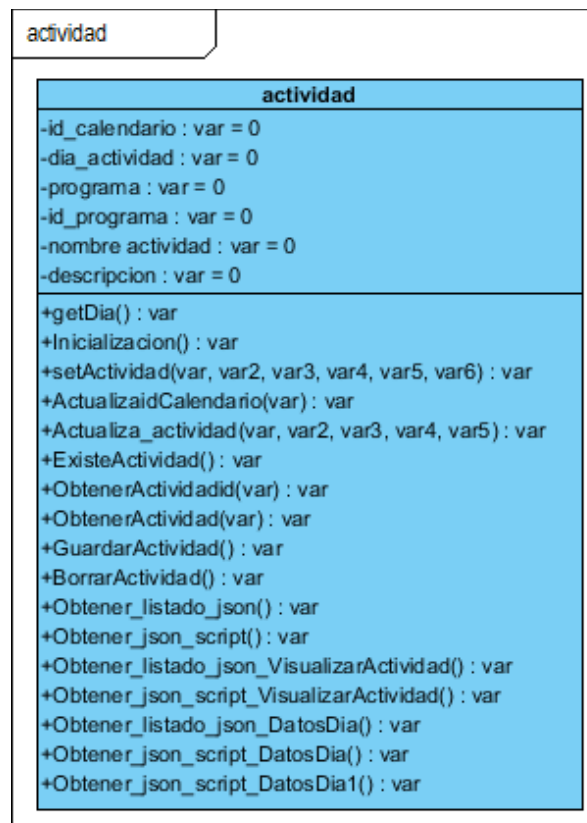 actividad
actividad
-id_calendario : var = 0
-dia_actividad : var = 0
-programa : var = 0
-id_programa : var = 0
-nombre actividad : var = 0
-descripcion : var = 0
+getDia() : var
+Inicializacion() : var
+setActividad(var, var2, var3, var4, var5, var6) : var
+ActualizaidCalendario(var) : var
+Actualiza_actividad(var, var2, var3, var4, var5) : var
+ExisteActividad() : var
+ObtenerActividadid(var) : var
+ObtenerActividad(var) : var
+GuardarActividad() : var
+BorrarActividad() : var
+Obtener_listado_json() : var
+Obtener_json_script() : var
+Obtener_listado_json_VisualizarActividad() : var
+Obtener_json_script_VisualizarActividad() : var
+Obtener_listado_json_DatosDia() : var
+Obtener_json_script_DatosDia() : var
+Obtener_json_script_DatosDia1() : var